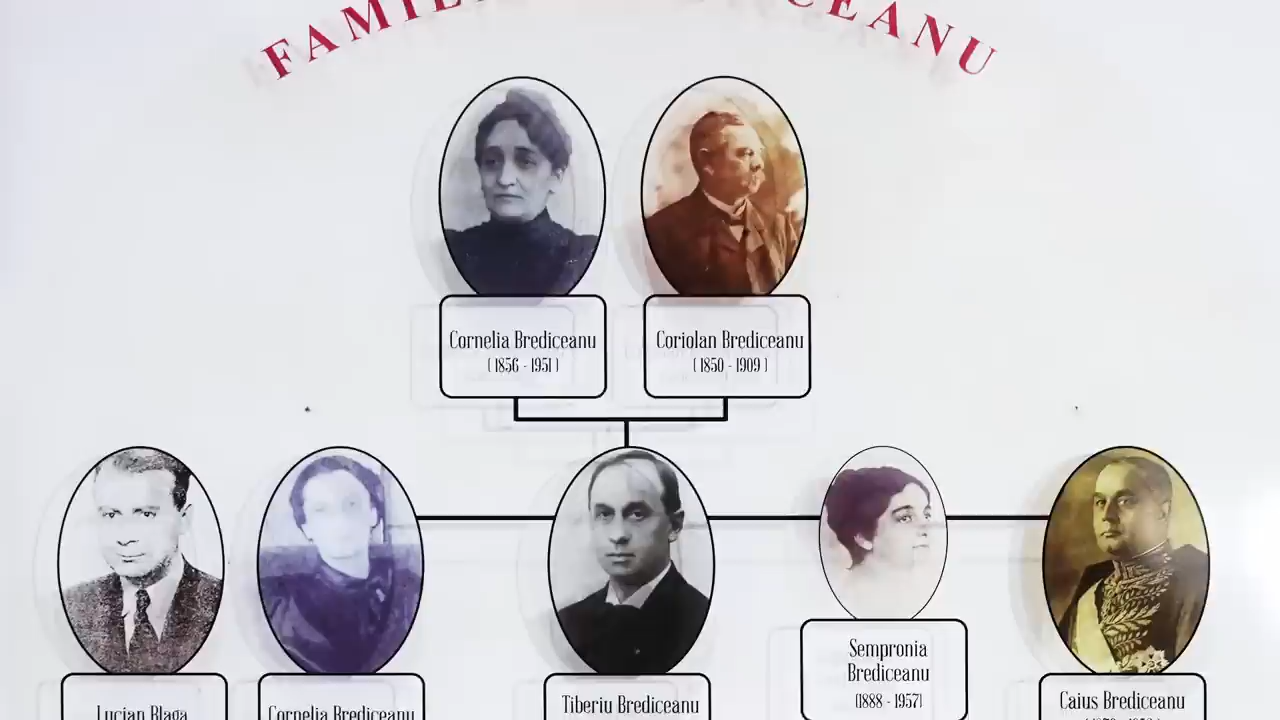 FAMIL CEANU
Cornelia Brediceanu
( 1856 - 1951 )
Coriolan Brediceanu
( 1850 - 1909 )
Sempronia
Brediceanu
(1888 - 1957)
Lucian Blaga
Cornelia Brediceanu
Tiberiu Brediceanu
Caius Brediceanu